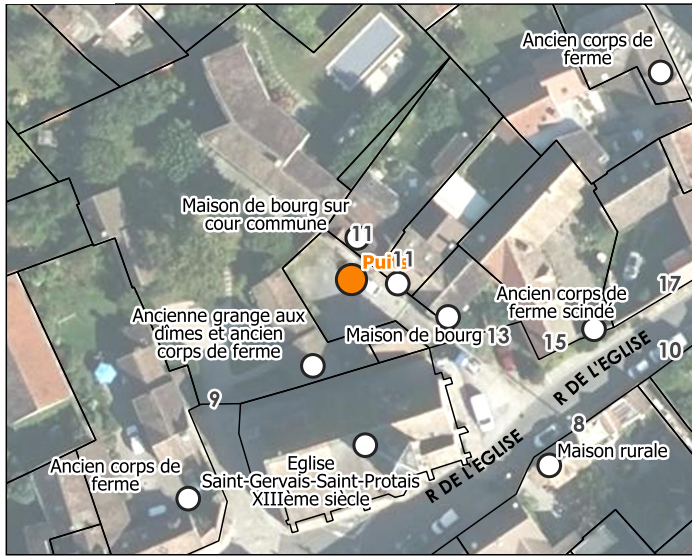 Ancien corps de
ferme
Maison de bourg sur
cour commune
11
Puits
11
Ancienne grange aux
dîmes et ancien
corps de ferme
Maison de bourg
13
Ancien corps de
ferme scindé
17
15
10
R DE L'EGLISE
9
8
Maison rurale
R DE L'EGLISE
Ancien corps de
ferme
Eglise
Saint-Gervais-Saint-Protais
XIIIème siècle